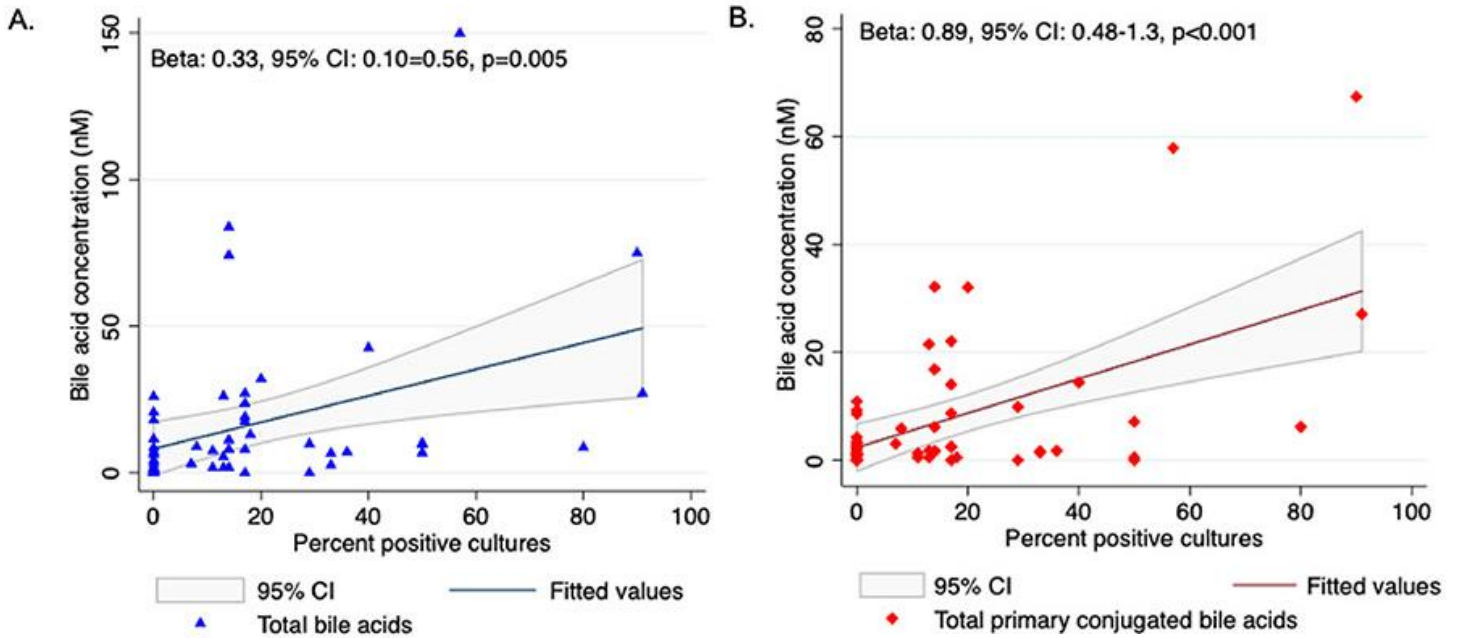 A.
Beta: 0.33, 95% CI: 0.10=0.56, p=0.005
Bile acid concentration (nM)
150
100
50
0
0 20 40 60 80 100
Percent positive cultures
95% CI Fitted values
Total bile acids
B.
Beta: 0.89, 95% CI: 0.48-1.3, p<0.001
Bile acid concentration (nM)
80
60
40
20
0
0 20 40 60 80 100
Percent positive cultures
95% CI Fitted values
Total primary conjugated bile acids